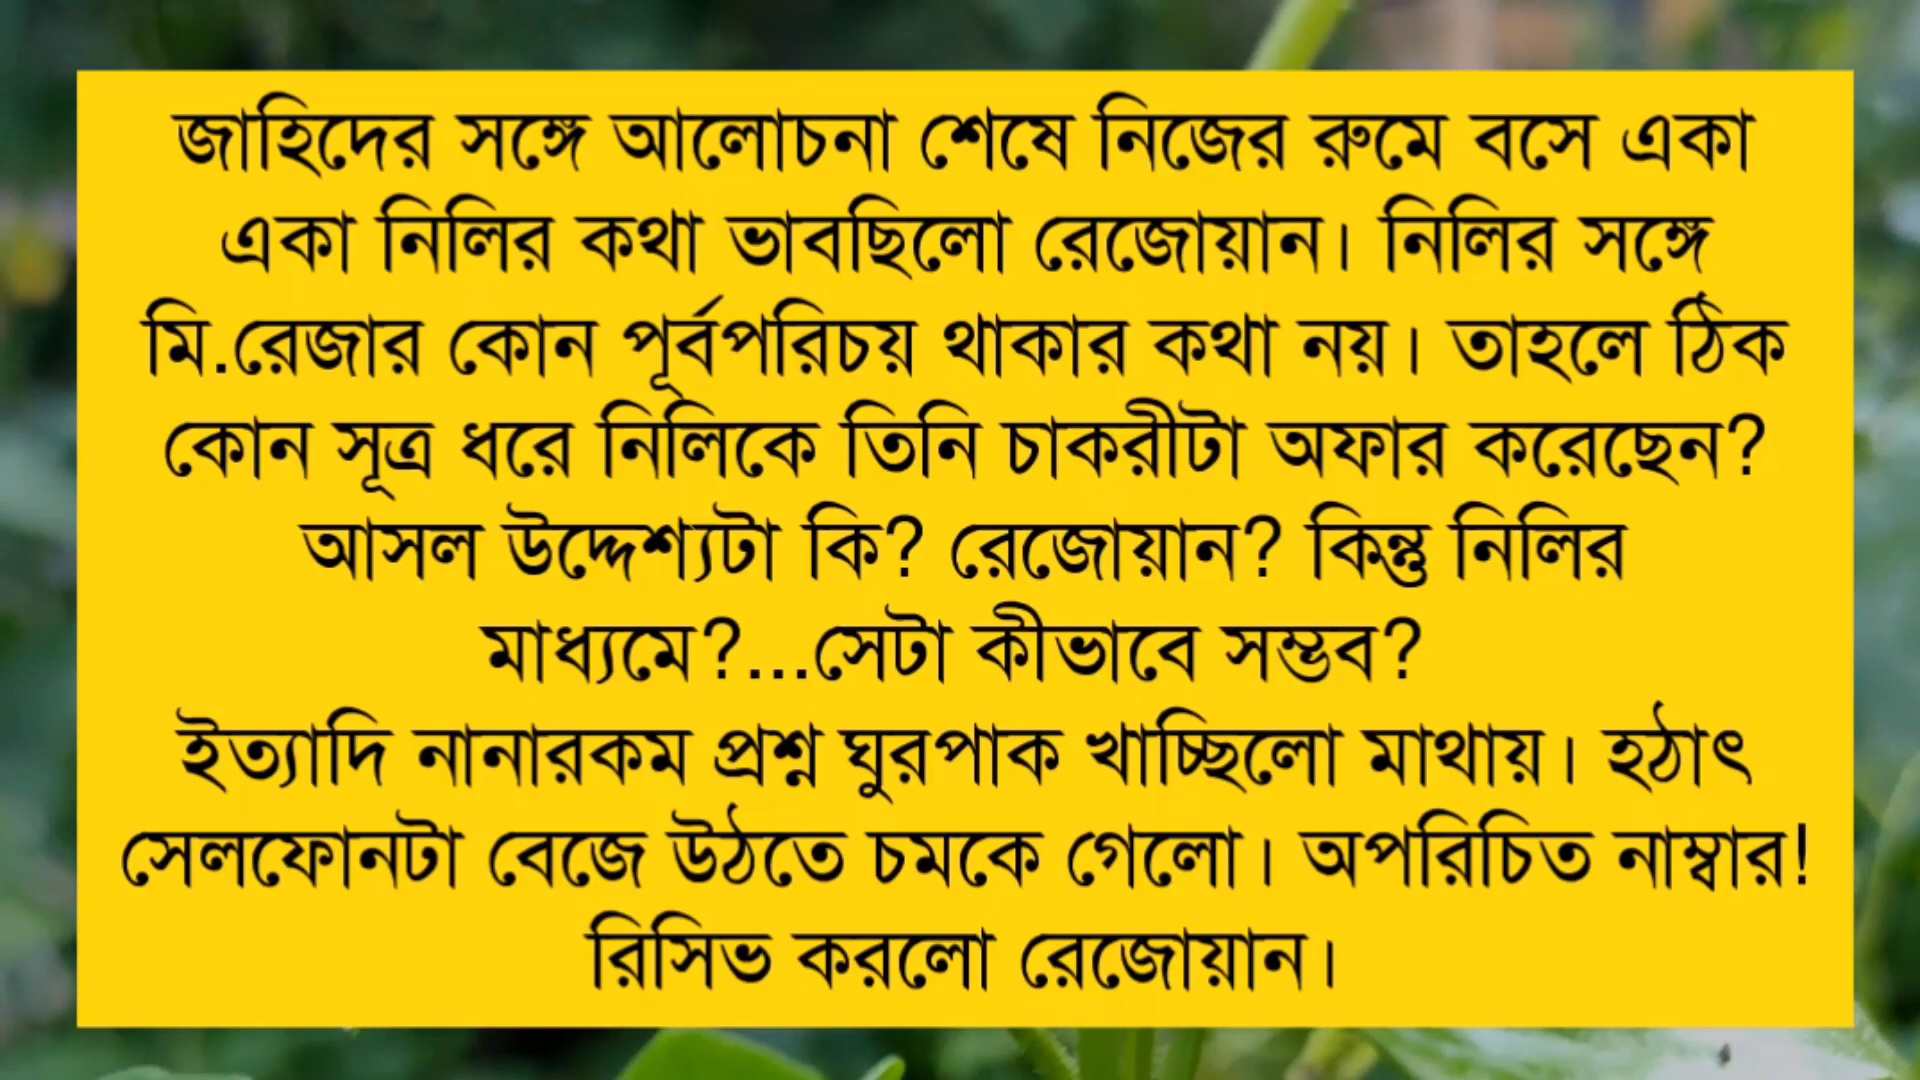 জাহিদের সঙ্গে আলোচনা শেষে নিজের রুমে বসে একা
একা নিলির কথা ভাবছিলো রেজোয়ান। নিলির সঙ্গে
মি.রেজার কোন পূর্বপরিচয় থাকার কথা নয়। তাহলে ঠিক
কোন সূত্র ধরে নিলিকে তিনি চাকরীটা অফার করেছেন?
আসল উদ্দেশ্যটা কি? রেজোয়ান? কিন্তু নিলির
মাধ্যমে?...সেটা কীভাবে সম্ভব?
ইত্যাদি নানারকম প্রশ্ন ঘুরপাক খাচ্ছিলো মাথায়। হঠাৎ
সেলফোনটা বেজে উঠতে চমকে গেলো। অপরিচিত নাম্বার!
রিসিভ করলো রেজোয়ান।